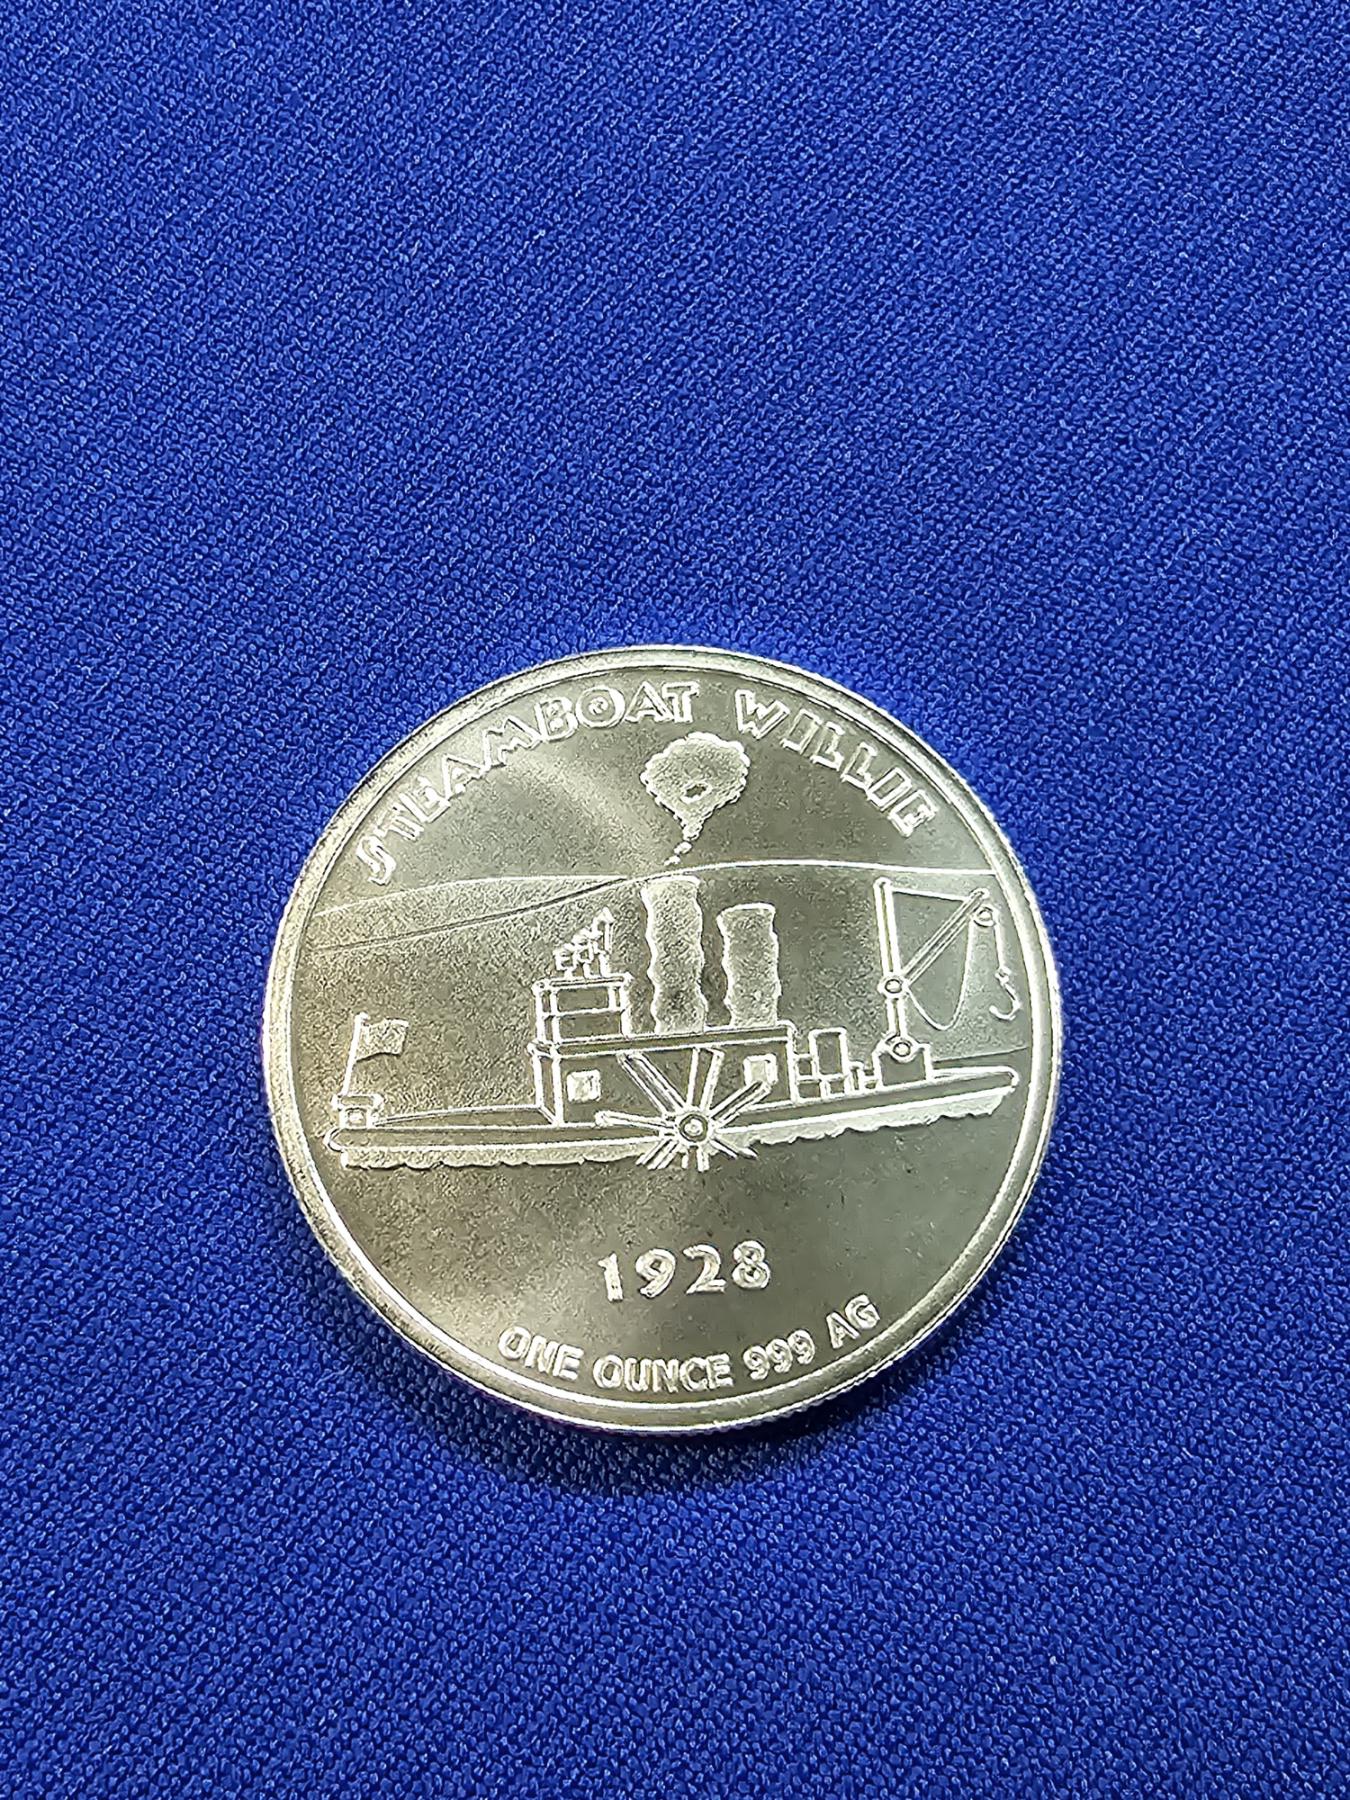 STEAMBOAT WILLIE
1928
ONE OUNCE 999 AG